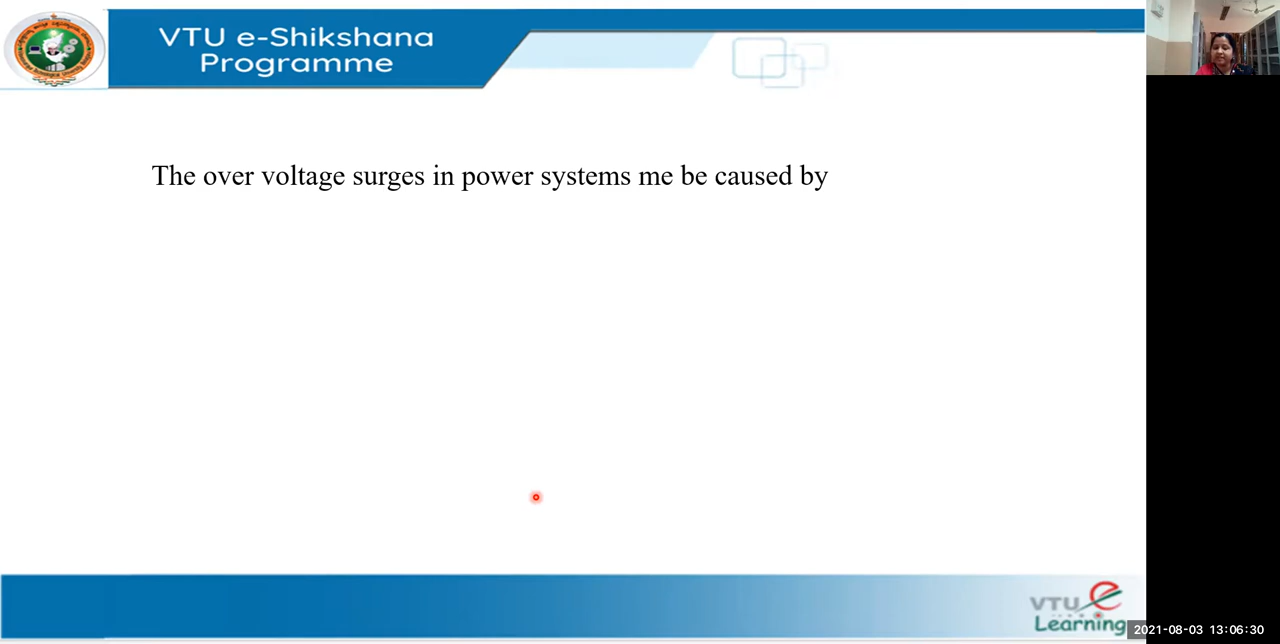 VTU e-Shikshana
Programme
The over voltage surges in power systems me be caused by
VTU
e
Learning
2021-08-03 13:06:30